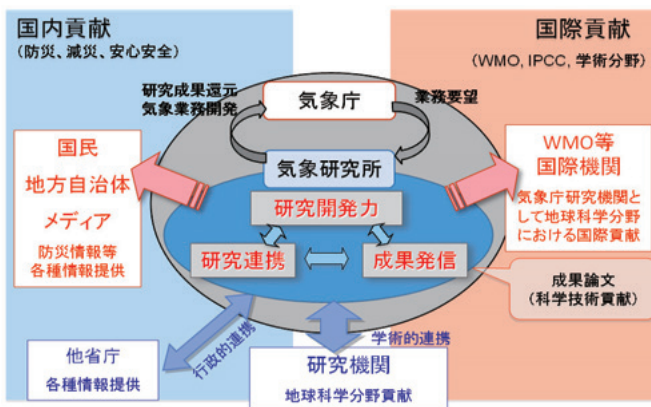 国内貢献
(防災、減災、安心安全)
国際貢献
(WMO, IPCC, 学術分野)
研究成果還元
気象業務開発
気象庁
業務要望
気象研究所
国民
地方自治体
メディア
防災情報等
各種情報提供
WMO等
国際機関
気象庁研究機関と
して地球科学分野
における国際貢献
研究開発力
研究連携
成果発信
成果論文
(科学技術貢献)
行政的連携
学術的連携
他省庁
各種情報提供
研究機関
地球科学分野貢献